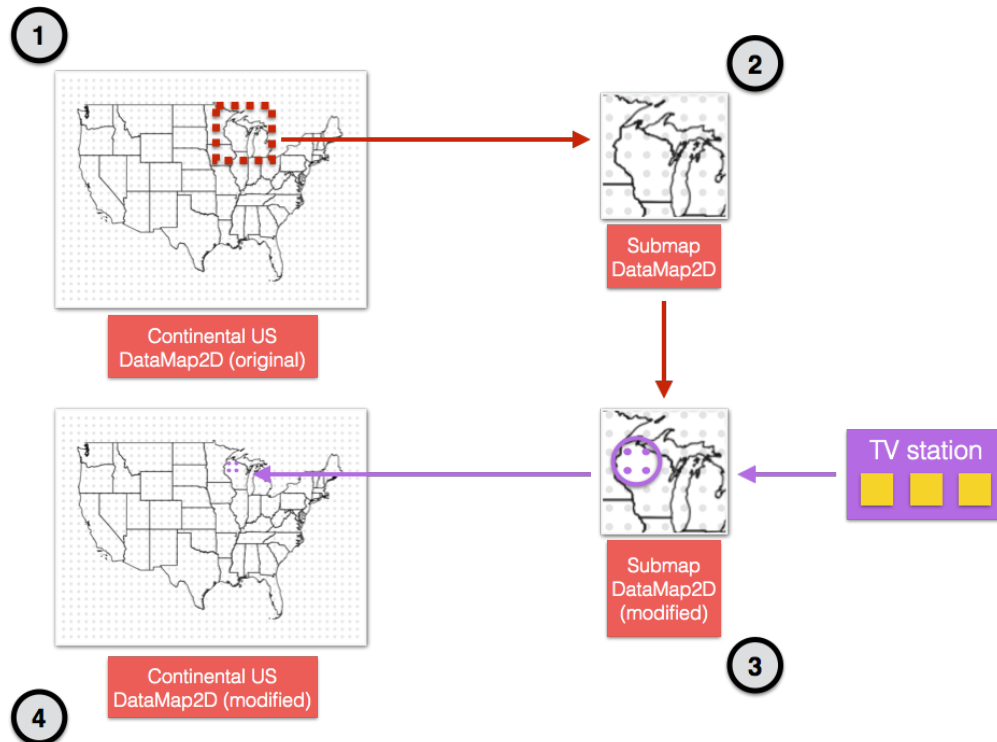 1
2
Continental US
DataMap2D (original)
Submap
DataMap2D
TV station
Submap
DataMap2D
(modified)
3
Continental US
DataMap2D (modified)
4